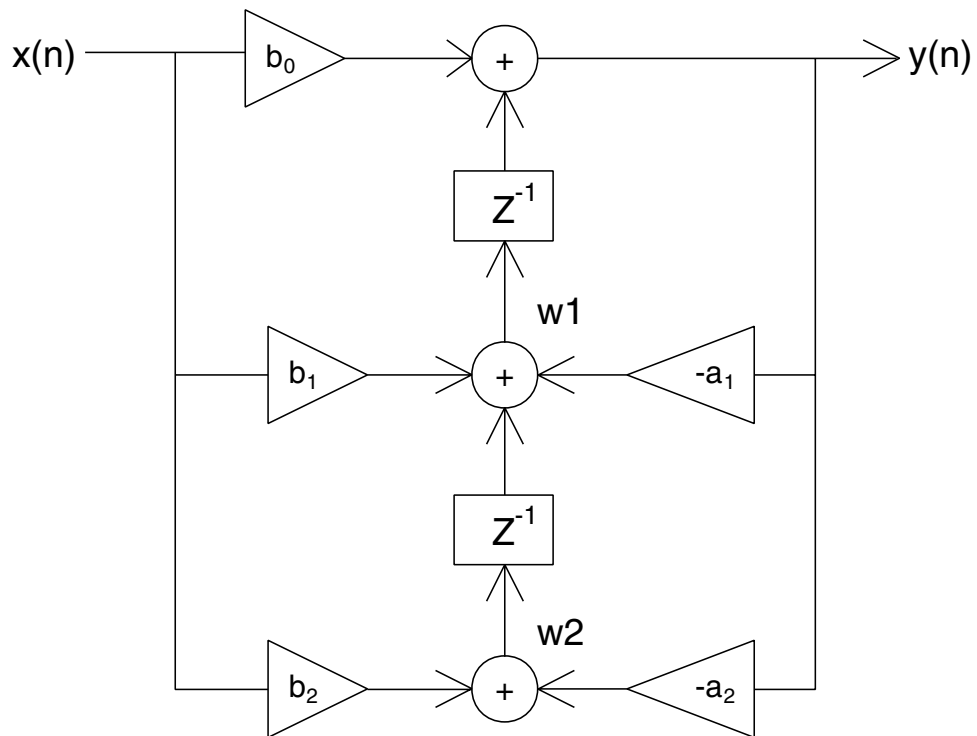 x(n) b₀ + y(n)
Z⁻¹
w1
b₁ + -a₁
Z⁻¹
w2
b₂ + -a₂